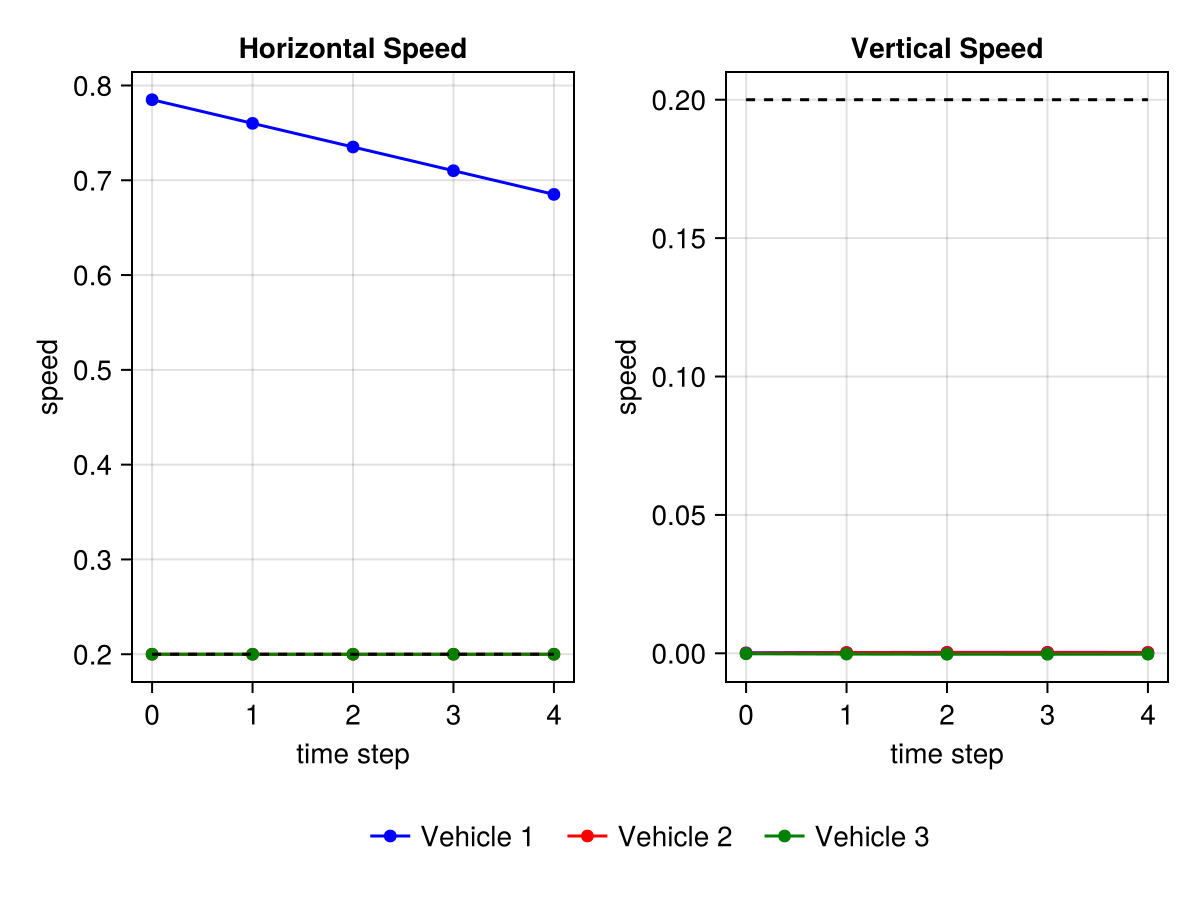 Horizontal Speed
0.8
0.7
0.6
0.5
0.4
0.3
0.2
speed
0 1 2 3 4
time step
Vertical Speed
0.20
0.15
0.10
0.05
0.00
speed
0 1 2 3 4
time step
Vehicle 1 Vehicle 2 Vehicle 3